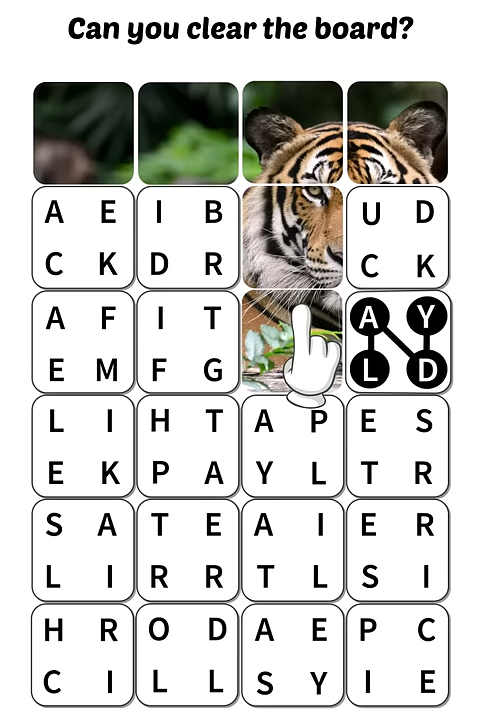 Can you clear the board?
A E I B U D
C K D R C K
A F I T A Y
E M F G L D
L I H T A P E S
E K P A Y L T R
S A T E A I E R
L I R R T L S I
H R O D A E P C
C I L L S Y I E